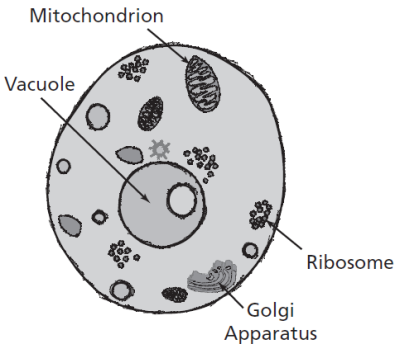 Mitochondrion
Vacuole
Ribosome
Golgi
Apparatus